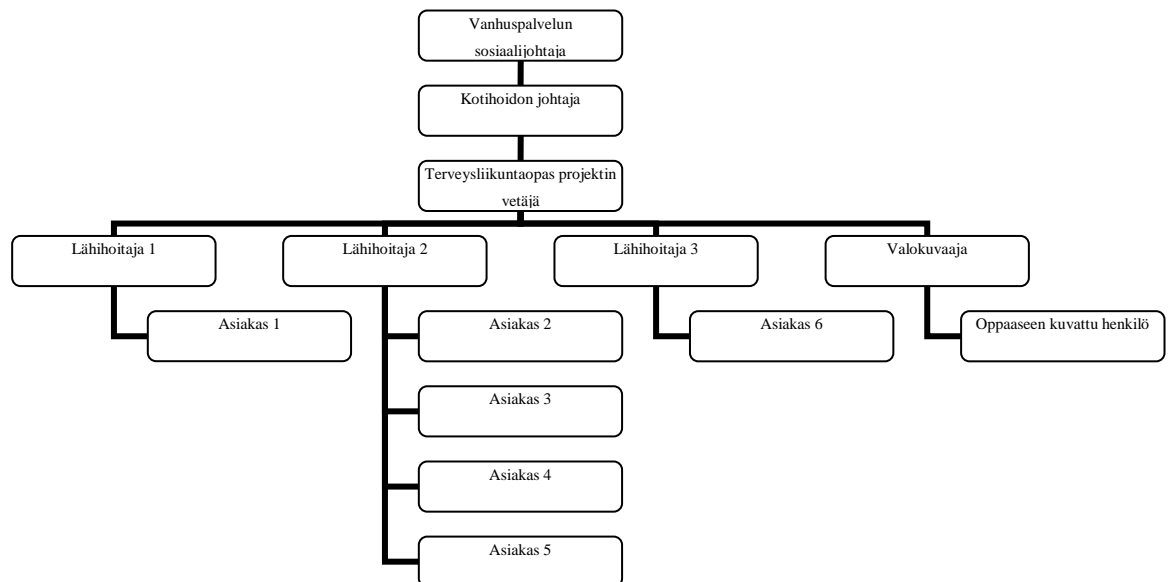 Vanhuspalvelun
sosiaalijohtaja
Kotihoidon johtaja
Terveysliikuntaopas projektin
vetäjä
Lähihoitaja 1
Lähihoitaja 2
Lähihoitaja 3
Valokuvaaja
Asiakas 1
Asiakas 2
Asiakas 6
Oppaaseen kuvattu henkilö
Asiakas 3
Asiakas 4
Asiakas 5